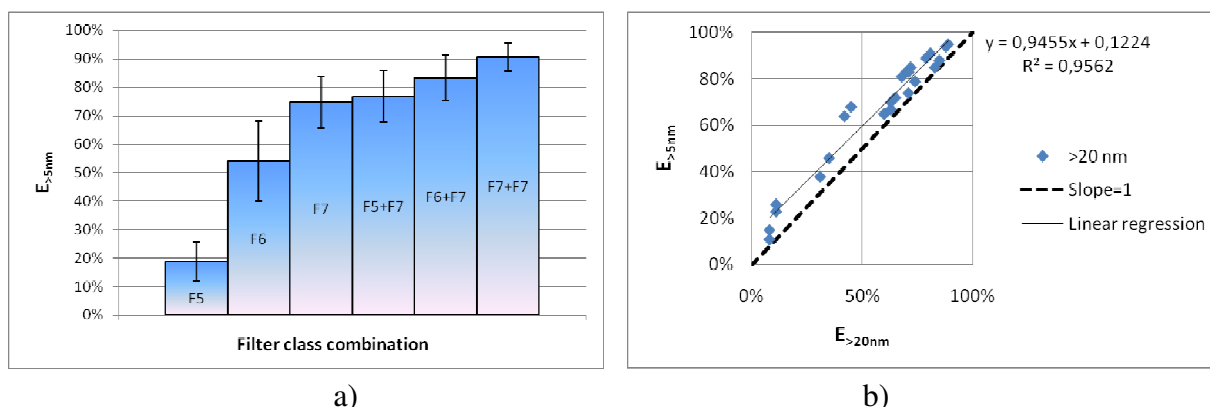 100%
90%
80%
70%
60%
50%
40%
30%
20%
10%
0%
E>5nm
F5
F6
F7
F5+F7
F6+F7
F7+F7
Filter class combination
a)
100%
80%
60%
40%
20%
0%
E>5nm
0% 50% 100%
E>20nm
y = 0,9455x + 0,1224
R² = 0,9562
>20 nm
Slope=1
Linear regression
b)